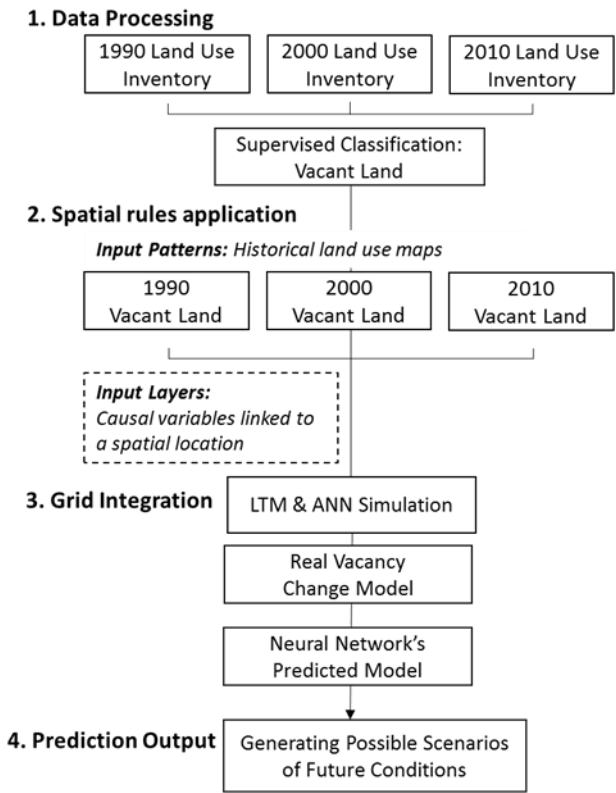 1. Data Processing
1990 Land Use
Inventory
2000 Land Use
Inventory
2010 Land Use
Inventory
Supervised Classification:
Vacant Land
2. Spatial rules application
Input Patterns: Historical land use maps
1990
Vacant Land
2000
Vacant Land
2010
Vacant Land
Input Layers:
Causal variables linked to
a spatial location
3. Grid Integration
LTM & ANN Simulation
Real Vacancy
Change Model
Neural Network's
Predicted Model
4. Prediction Output
Generating Possible Scenarios
of Future Conditions